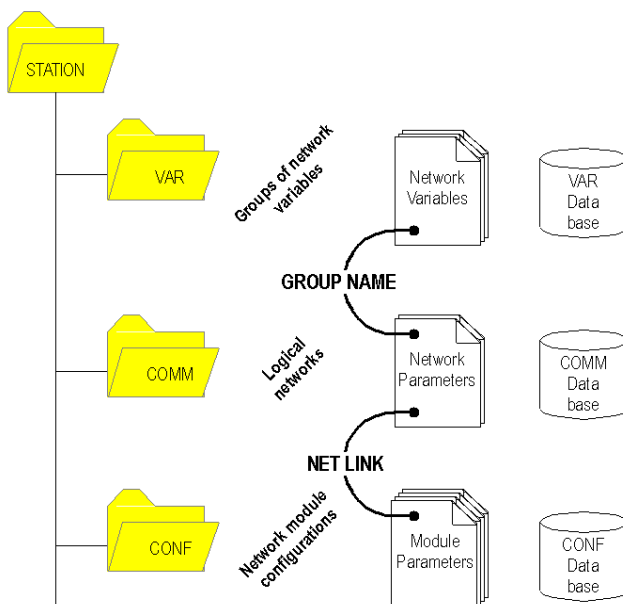 STATION
VAR
Groups of network
variables
Network
Variables
VAR
Data
base
GROUP NAME
COMM
Logical
networks
Network
Parameters
COMM
Data
base
NET LINK
CONF
Network module
configurations
Module
Parameters
CONF
Data
base